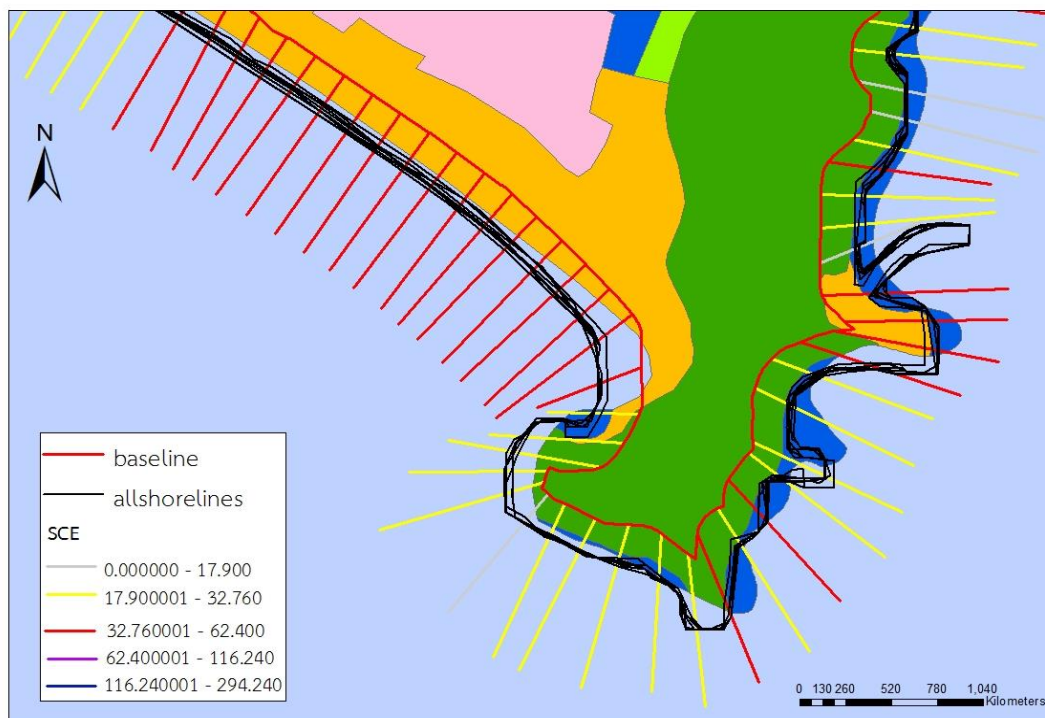 N
baseline
allshorelines
SCE
0.000000 - 17.900
17.900001 - 32.760
32.760001 - 62.400
62.400001 - 116.240
116.240001 - 294.240
0 130 260 520 780 1,040
Kilometers